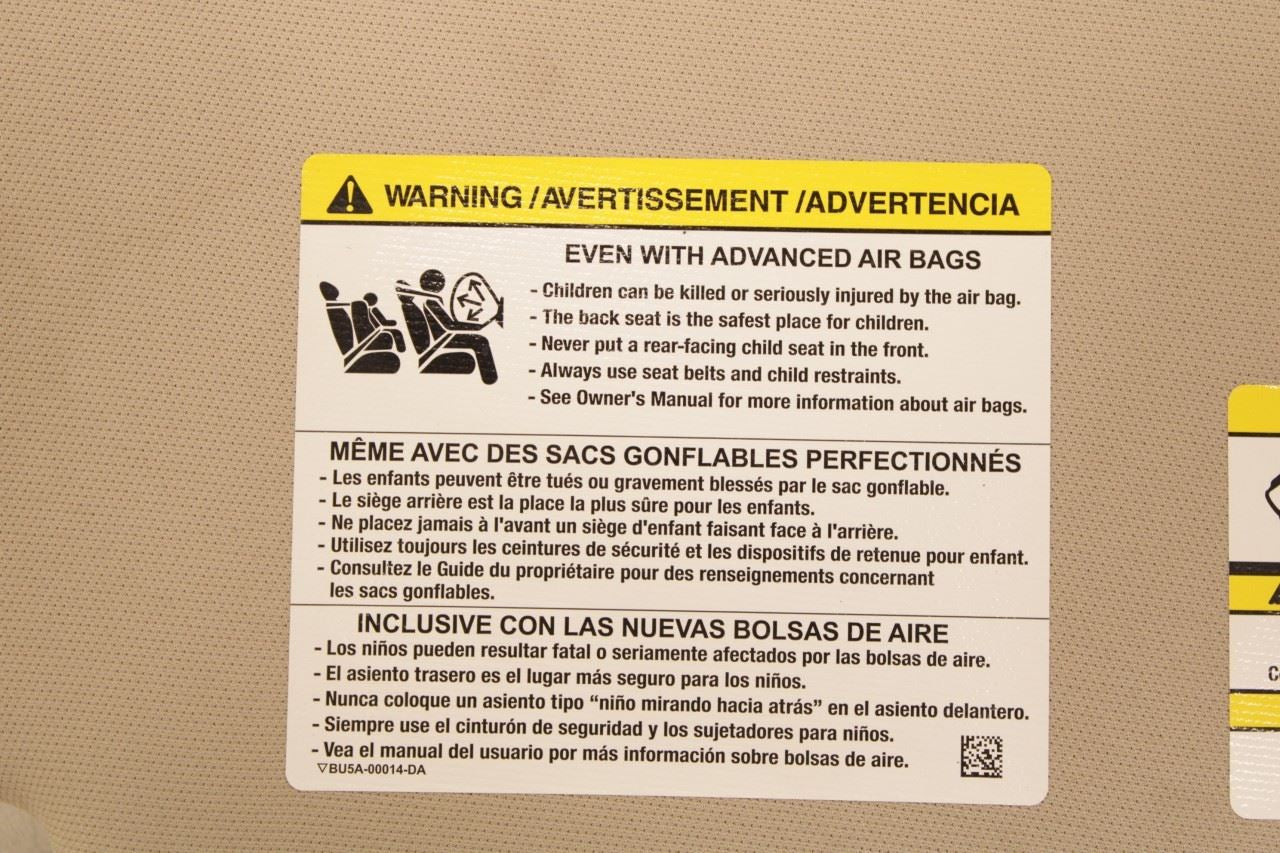 WARNING / AVERTISSEMENT / ADVERTENCIA
EVEN WITH ADVANCED AIR BAGS
- Children can be killed or seriously injured by the air bag.
- The back seat is the safest place for children.
- Never put a rear-facing child seat in the front.
- Always use seat belts and child restraints.
- See Owner's Manual for more information about air bags.
MÊME AVEC DES SACS GONFLABLES PERFECTIONNÉS
- Les enfants peuvent être tués ou gravement blessés par le sac gonflable.
- Le siège arrière est la place la plus sûre pour les enfants.
- Ne placez jamais à l'avant un siège d'enfant faisant face à l'arrière.
- Utilisez toujours les ceintures de sécurité et les dispositifs de retenue pour enfant.
- Consultez le Guide du propriétaire pour des renseignements concernant
les sacs gonflables.
INCLUSIVE CON LAS NUEVAS BOLSAS DE AIRE
- Los niños pueden resultar fatal o seriamente afectados por las bolsas de aire.
- El asiento trasero es el lugar más seguro para los niños.
- Nunca coloque un asiento tipo “niño mirando hacia atrás” en el asiento delantero.
- Siempre use el cinturón de seguridad y los sujetadores para niños.
- Vea el manual del usuario por más información sobre bolsas de aire.
▽BU5A-00014-DA